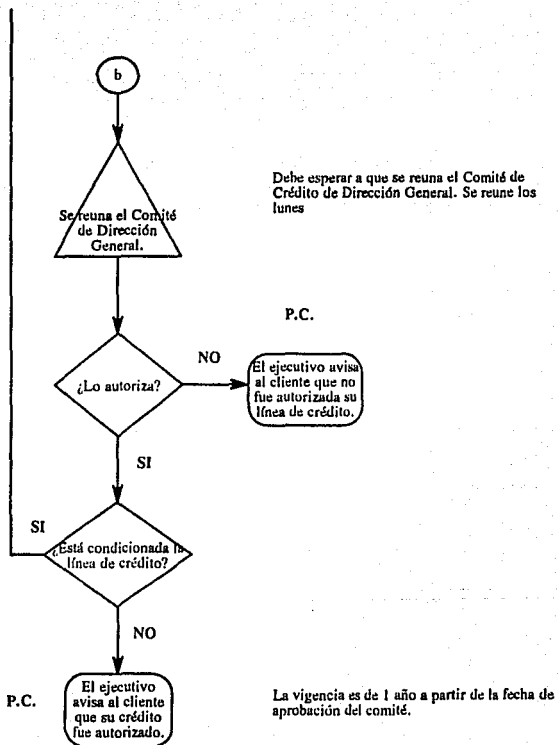 b
Se reuna el Comité
de Dirección
General.
Debe esperar a que se reuna el Comité de
Crédito de Dirección General. Se reune los
lunes
P.C.
¿Lo autoriza?
NO
El ejecutivo avisa
al cliente que no
fue autorizada su
línea de crédito.
SI
SI
¿Está condicionada la
línea de crédito?
NO
P.C.
El ejecutivo
avisa al cliente
que su crédito
fue autorizado.
La vigencia es de 1 año a partir de la fecha de
aprobación del comité.